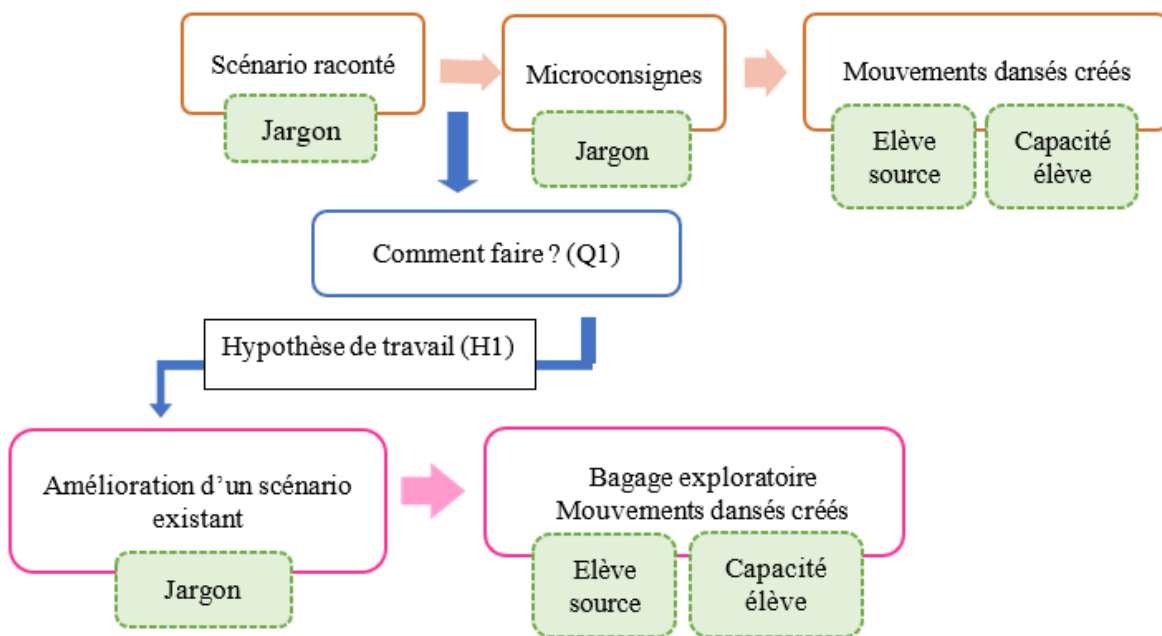 Scénario raconté
Jargon
Microconsignes
Jargon
Mouvements dansés créés
Elève
source
Capacité
élève
Comment faire ? (Q1)
Hypothèse de travail (H1)
Amélioration d’un scénario
existant
Jargon
Bagage exploratoire
Mouvements dansés créés
Elève
source
Capacité
élève